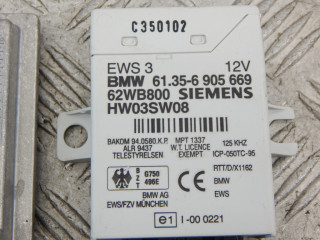 C350102
EWS 3 12V
BMW 61.35-6 905 669
62WB800 SIEMENS
HW03SW08
BAKOM 94.0580.K.P. MPT 1337 125 KHZ
ALR 9437 W.T. LICENCE ICP-050TC-95
TELESTYRELSEN EXEMPT
RTT/D/X1162
B Z T G750 496E
BMW
BMW AG EWS
EWS/FZV MÜNCHEN
e1 I-00 0221